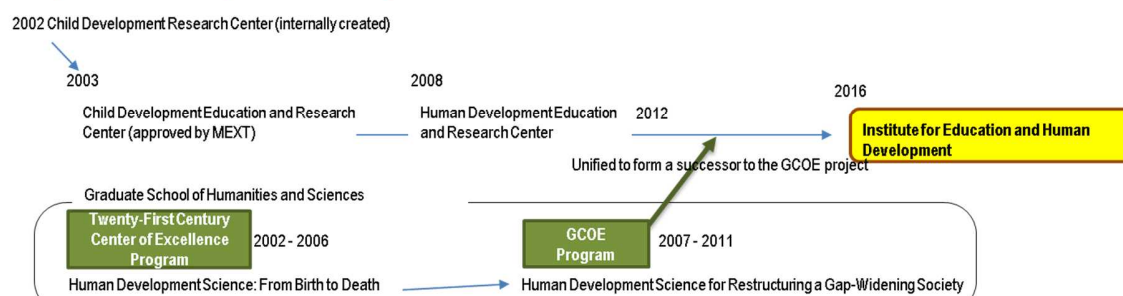 2002 Child Development Research Center (internally created)
2003
Child Development Education and Research
Center (approved by MEXT)
2008
Human Development Education
and Research Center
2012
2016
Institute for Education and Human
Development
Unified to form a successor to the GCOE project
Graduate School of Humanities and Sciences
Twenty-First Century
Center of Excellence
Program
2002 - 2006
Human Development Science: From Birth to Death
GCOE
Program
2007 - 2011
Human Development Science for Restructuring a Gap-Widening Society